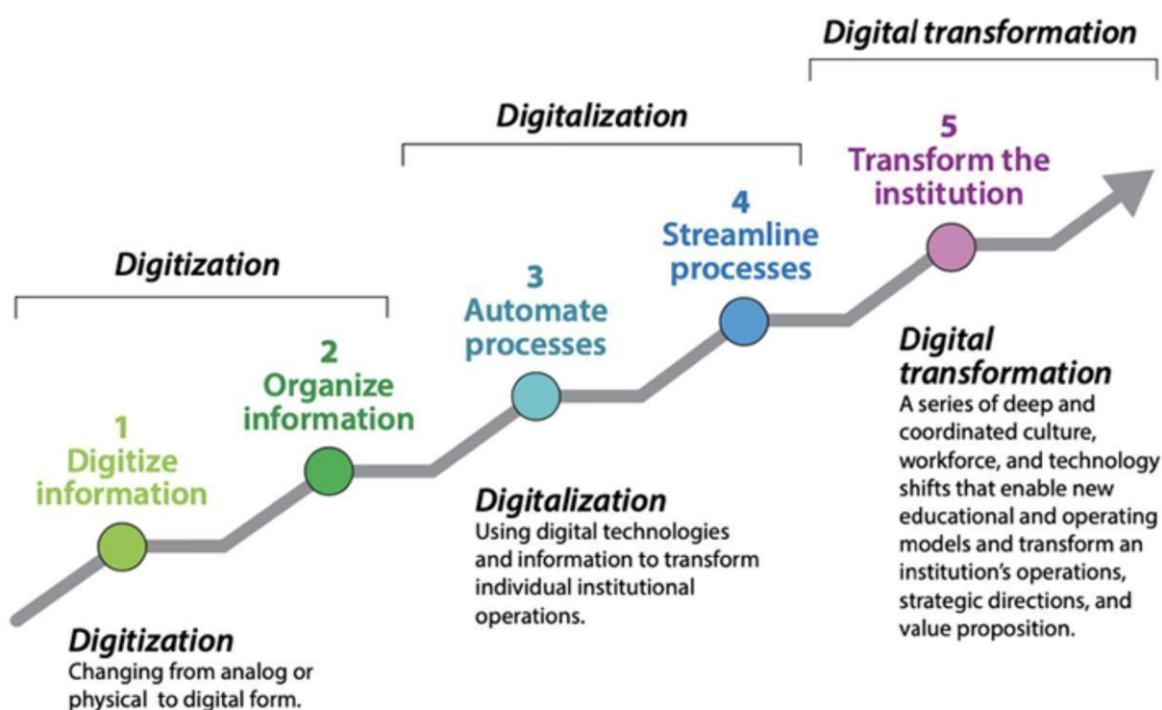 Digital transformation
Digitalization
5
Transform the
institution
4
Streamline
processes
Digitization
3
Automate
processes
2
Organize
information
1
Digitize
information
Digital
transformation
A series of deep and
coordinated culture,
workforce, and technology
shifts that enable new
educational and operating
models and transform an
institution's operations,
strategic directions, and
value proposition.
Digitalization
Using digital technologies
and information to transform
individual institutional
operations.
Digitization
Changing from analog or
physical to digital form.